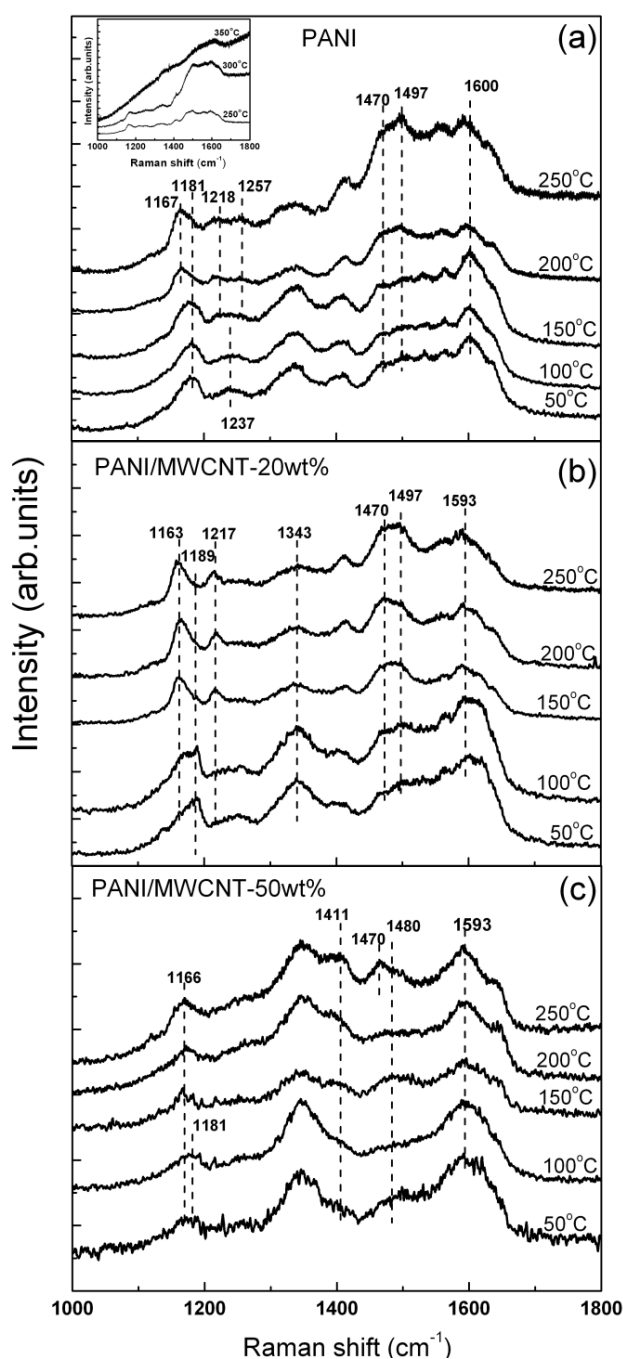 PANI
(a)
350°C
300°C
250°C
Intensity (arb.units)
1000 1200 1400 1600 1800
Raman shift (cm⁻¹)
1470 1497 1600
1167 1181 1218 1257
1237
250°C
200°C
150°C
100°C
50°C
PANI/MWCNT-20wt%
(b)
1470 1497 1593
1163 1189 1217 1343
250°C
200°C
150°C
100°C
50°C
PANI/MWCNT-50wt%
(c)
1411 1470 1480 1593
1166
1181
250°C
200°C
150°C
100°C
50°C
Intensity (arb.units)
1000 1200 1400 1600 1800
Raman shift (cm⁻¹)